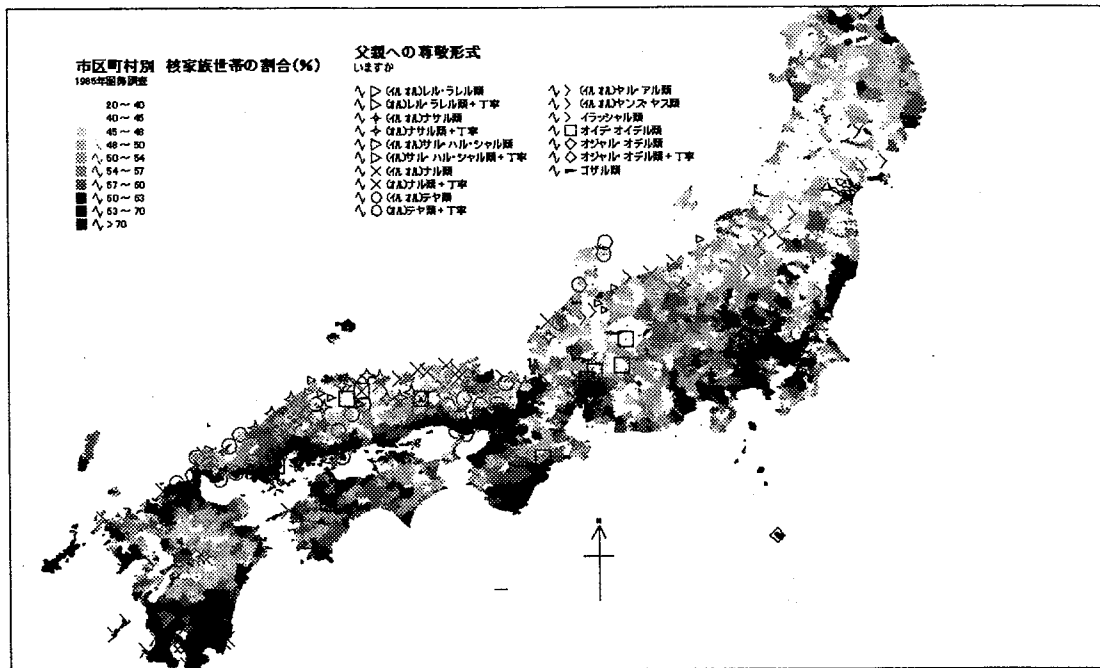 市区町村別 核家族世帯の割合(%)
1985年国勢調査
20～40
40～45
45～48
48～50
50～54
54～57
57～60
60～63
63～70
>70
父親への尊敬形式
いますか
(イル オル)レル・ラレル類
(オル)レル・ラレル類+丁寧
(イル オル)ナサル類
(オル)ナサル類+丁寧
(イル オル)サル・ハル・シャル類
(イル)サル・ハル・シャル類+丁寧
(イル オル)ナル類
(オル)ナル類+丁寧
(イル オル)テヤ類
(オル)テヤ類+丁寧
(イル オル)ヤル・アル類
(イル オル)ヤンス・ヤス類
イラッシャル類
オイデ・オイデル類
オジャル・オデル類
オジャル・オデル類+丁寧
ゴザル類